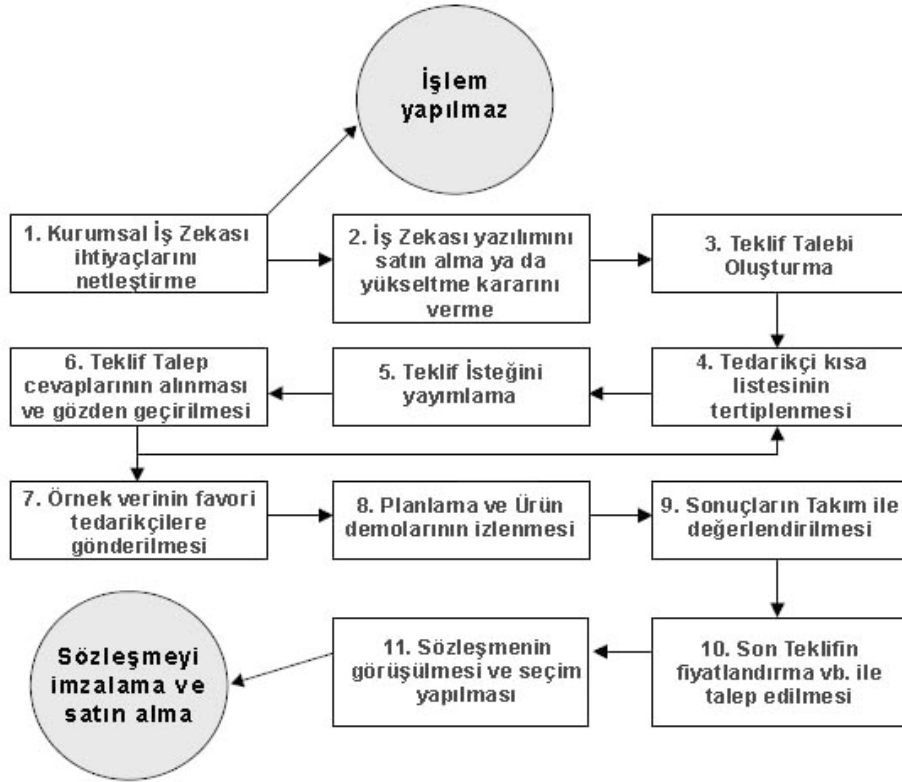 İşlem
yapılmaz
1. Kurumsal İş Zekası
ihtiyaçlarını
netleştirme
2. İş Zekası yazılımını
satın alma ya da
yükseltme kararını
verme
3. Teklif Talebi
Oluşturma
4. Tedarikçi kısa
listesinin
tertiplenmesi
5. Teklif İsteğini
yayımlama
6. Teklif Talep
cevaplarının alınması
ve gözden geçirilmesi
7. Örnek verinin favori
tedarikçilere
gönderilmesi
8. Planlama ve Ürün
demolarının izlenmesi
9. Sonuçların Takım ile
değerlendirilmesi
10. Son Teklifin
fiyatlandırma vb. ile
talep edilmesi
11. Sözleşmenin
görüşülmesi ve seçim
yapılması
Sözleşmeyi
imzalama ve
satın alma